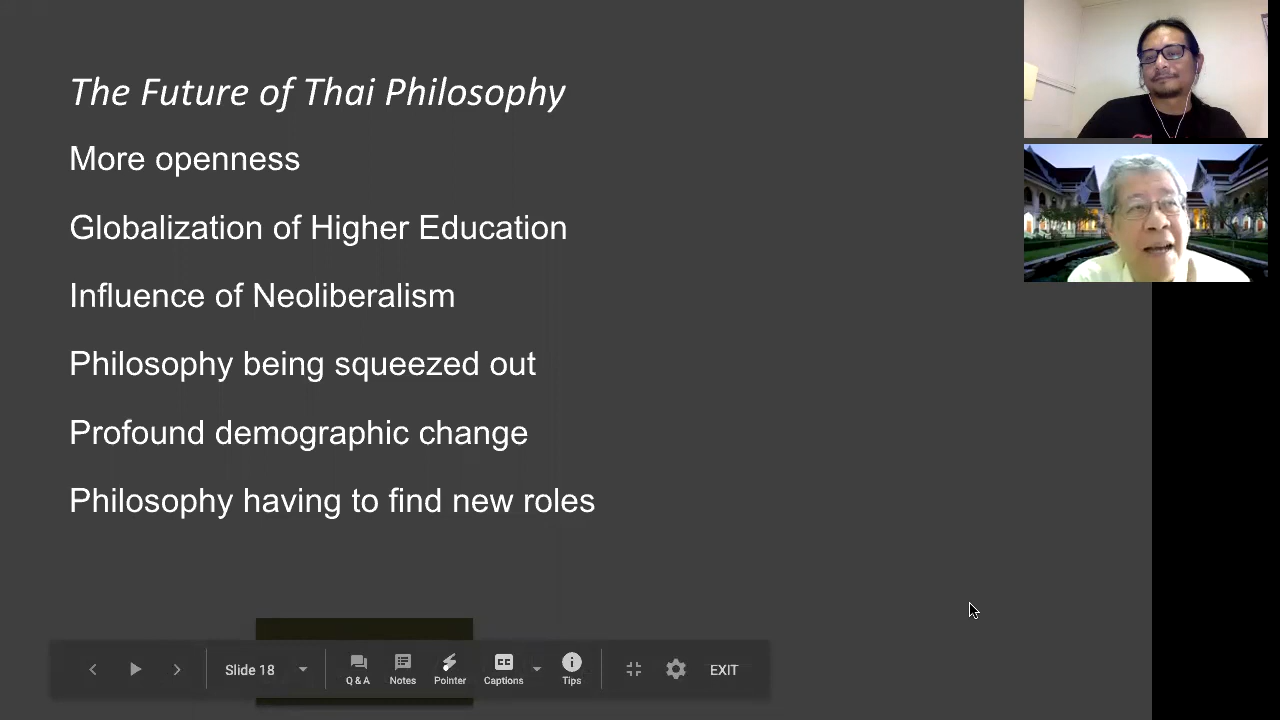 The Future of Thai Philosophy
More openness
Globalization of Higher Education
Influence of Neoliberalism
Philosophy being squeezed out
Profound demographic change
Philosophy having to find new roles
Slide 18
Q & A
Notes
Pointer
CC
Captions
Tips
EXIT